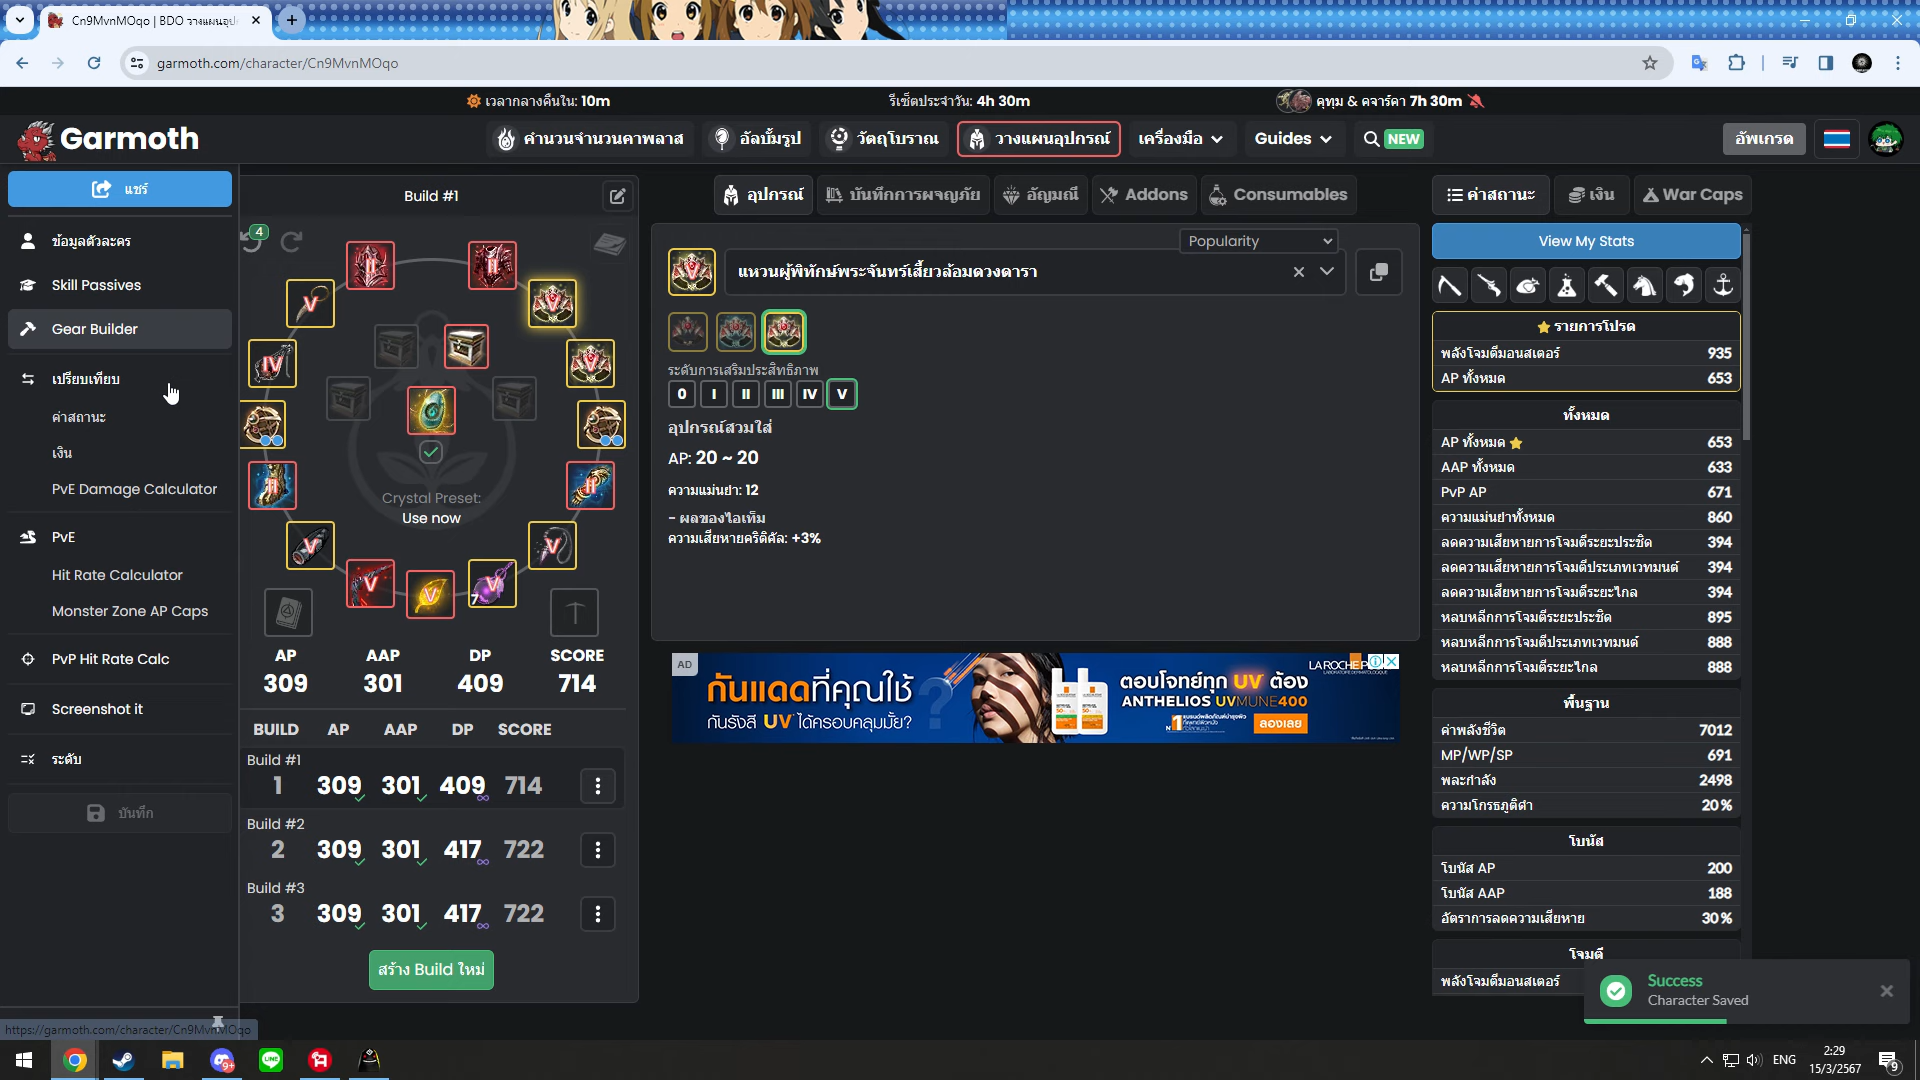 Cn9MvnMOqo | BDO วางแผนอุป
garmoth.com/character/Cn9MvnMOqo
เวลากลางคืนใน: 10m
รีเซ็ตประจำวัน: 4h 30m
คุทุม & คจาร์คา 7h 30m
Garmoth
คำนวนจำนวนคาพลาส
อัลบั้มรูป
วัตถุโบราณ
วางแผนอุปกรณ์
เครื่องมือ
Guides
NEW
อัพเกรด
แชร์
ข้อมูลตัวละคร
Skill Passives
Gear Builder
เปรียบเทียบ
ค่าสถานะ
เงิน
PvE Damage Calculator
PvE
Hit Rate Calculator
Monster Zone AP Caps
PvP Hit Rate Calc
Screenshot it
ระดับ
บันทึก
https://garmoth.com/character/Cn9MvnMOqo
Build #1
4
Crystal Preset:
Use now
7
AP AAP DP SCORE
309 301 409 714
BUILD AP AAP DP SCORE
Build #1
1 309 301 409 714
Build #2
2 309 301 417 722
Build #3
3 309 301 417 722
สร้าง Build ใหม่
อุปกรณ์
บันทึกการผจญภัย
อัญมณี
Addons
Consumables
Popularity
แหวนผู้พิทักษ์พระจันทร์เสี้ยวล้อมดวงดารา
ระดับการเสริมประสิทธิภาพ
0 I II III IV V
อุปกรณ์สวมใส่
AP: 20 ~ 20
ความแม่นยำ: 12
- ผลของไอเท็ม
ความเสียหายคริติคัล: +3%
AD
กันแดดที่คุณใช้
กันรังสี UV ได้ครอบคลุมมั้ย?
LA ROCHE-P
ตอบโจทย์ทุก UV ต้อง
ANTHELIOS UVMUNE400
ลองเลย
ค่าสถานะ
เงิน
War Caps
View My Stats
รายการโปรด
พลังโจมตีมอนสเตอร์ 935
AP ทั้งหมด 653
ทั้งหมด
AP ทั้งหมด 653
AAP ทั้งหมด 633
PvP AP 671
ความแม่นยำทั้งหมด 860
ลดความเสียหายการโจมตีระยะประชิด 394
ลดความเสียหายการโจมตีประเภทเวทมนต์ 394
ลดความเสียหายการโจมตีระยะไกล 394
หลบหลีกการโจมตีระยะประชิด 895
หลบหลีกการโจมตีประเภทเวทมนต์ 888
หลบหลีกการโจมตีระยะไกล 888
พื้นฐาน
ค่าพลังชีวิต 7012
MP/WP/SP 691
พละกำลัง 2498
ความโกรธภูติดำ 20%
โบนัส
โบนัส AP 200
โบนัส AAP 188
อัตราการลดความเสียหาย 30%
โจมตี
พลังโจมตีมอนสเตอร์
Success
Character Saved
ENG
2:29
15/3/2567
9
9+